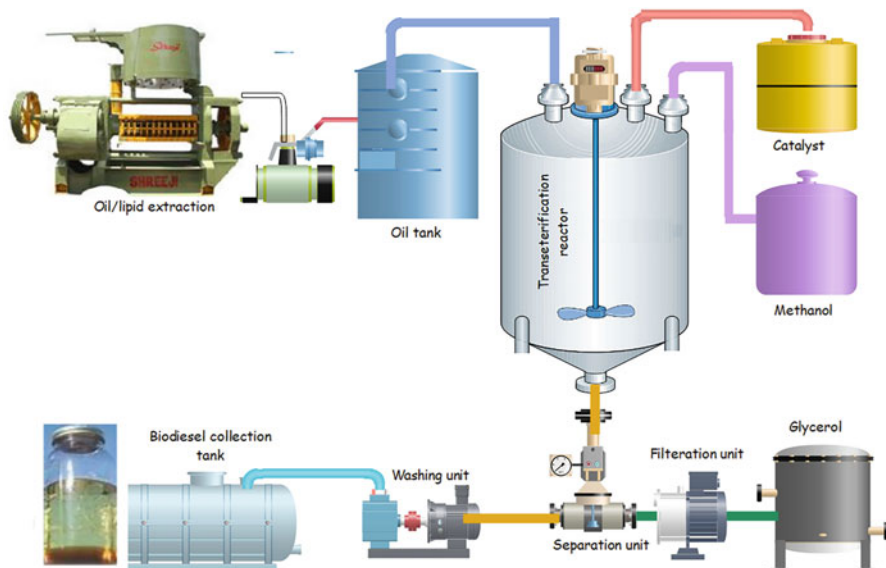 Shreeji
SHREEJI
Oil/lipid extraction
Oil tank
Transeterification
reactor
Catalyst
Methanol
Biodiesel collection
tank
Washing unit
Separation unit
Filteration unit
Glycerol